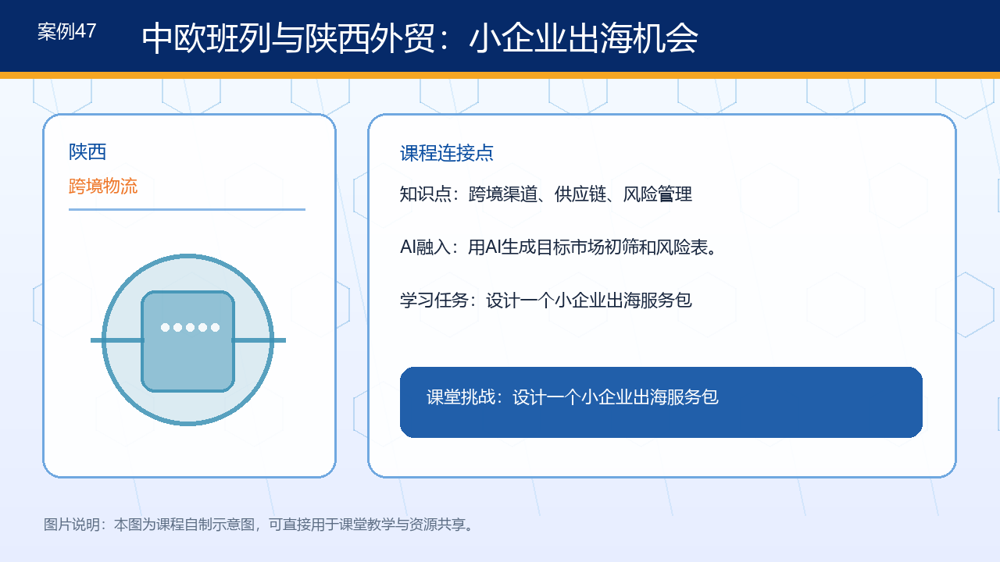 案例47
中欧班列与陕西外贸：小企业出海机会
陕西
跨境物流
课程连接点
知识点：跨境渠道、供应链、风险管理
AI融入：用AI生成目标市场初筛和风险表。
学习任务：设计一个小企业出海服务包
课堂挑战：设计一个小企业出海服务包
图片说明：本图为课程自制示意图，可直接用于课堂教学与资源共享。